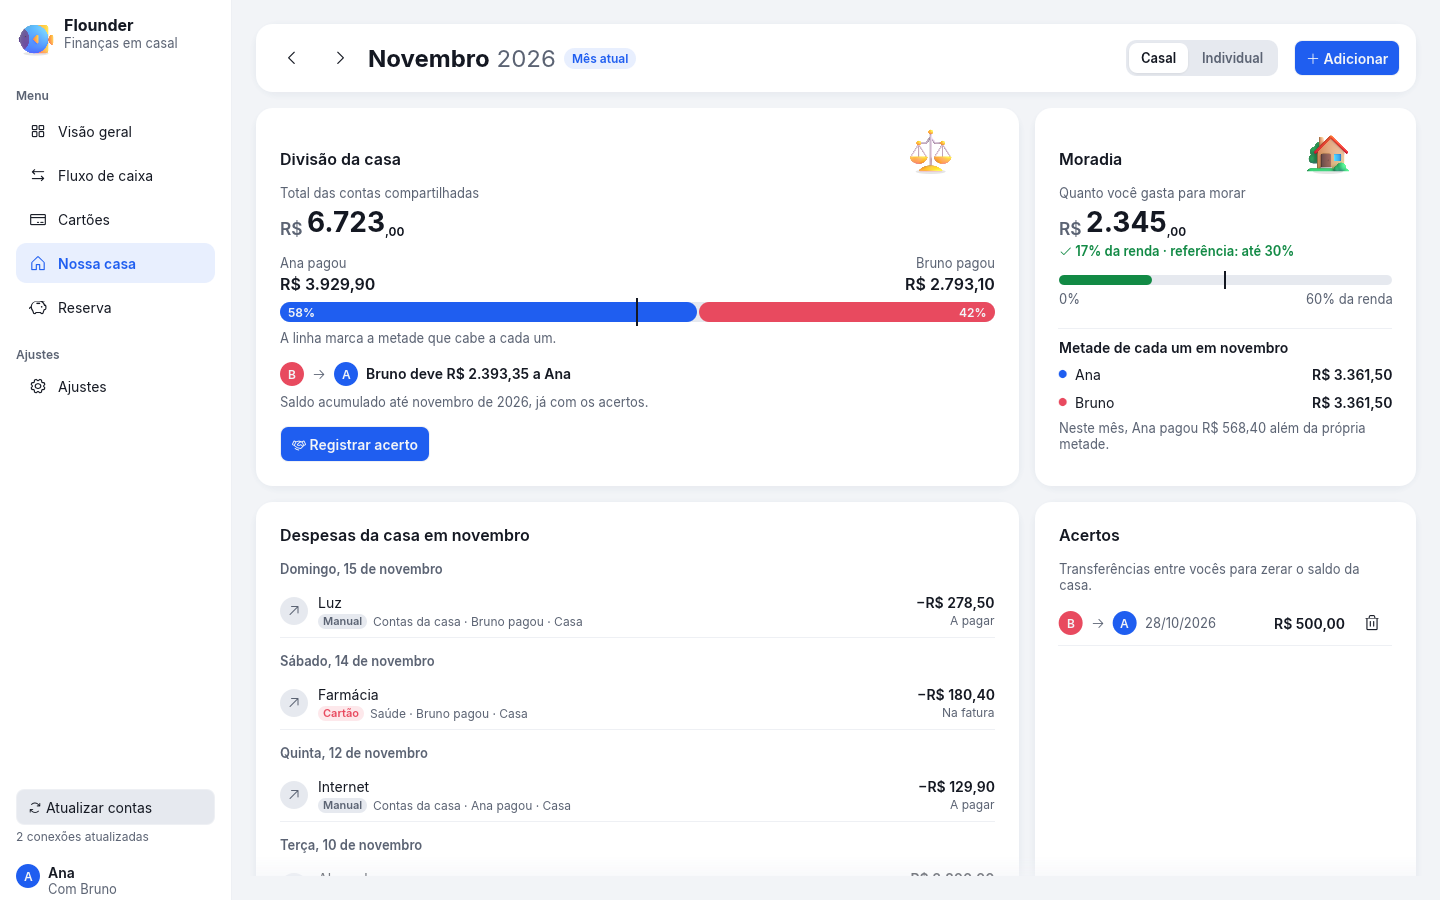 Flounder
Finanças em casal
Menu
Visão geral
Fluxo de caixa
Cartões
Nossa casa
Reserva
Ajustes
Ajustes
Atualizar contas
2 conexões atualizadas
A
Ana
Com Bruno
Novembro 2026 Mês atual
Casal Individual
Adicionar
Divisão da casa
Total das contas compartilhadas
R$ 6.723,00
Ana pagou Bruno pagou
R$ 3.929,90 R$ 2.793,10
58% 42%
A linha marca a metade que cabe a cada um.
B → A Bruno deve R$ 2.393,35 a Ana
Saldo acumulado até novembro de 2026, já com os acertos.
Registrar acerto
Moradia
Quanto você gasta para morar
R$ 2.345,00
17% da renda · referência: até 30%
0% 60% da renda
Metade de cada um em novembro
Ana R$ 3.361,50
Bruno R$ 3.361,50
Neste mês, Ana pagou R$ 568,40 além da própria
metade.
Despesas da casa em novembro
Domingo, 15 de novembro
Luz −R$ 278,50
Manual Contas da casa · Bruno pagou · Casa A pagar
Sábado, 14 de novembro
Farmácia −R$ 180,40
Cartão Saúde · Bruno pagou · Casa Na fatura
Quinta, 12 de novembro
Internet −R$ 129,90
Manual Contas da casa · Ana pagou · Casa A pagar
Terça, 10 de novembro
Acertos
Transferências entre vocês para zerar o saldo da
casa.
B → A 28/10/2026 R$ 500,00